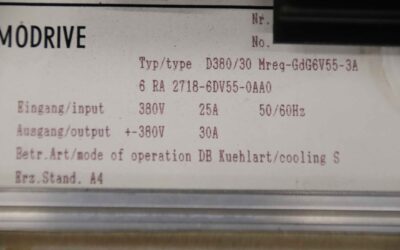 Nr.
MODRIVE No.
Typ/type D380/30 Mreq-GdG6V55-3A
6 RA 2718-6DV55-0AA0
Eingang/input 380V 25A 50/60Hz
Ausgang/output +-380V 30A
Betr.Art/mode of operation DB Kuehlart/cooling S
Erz.Stand. A4